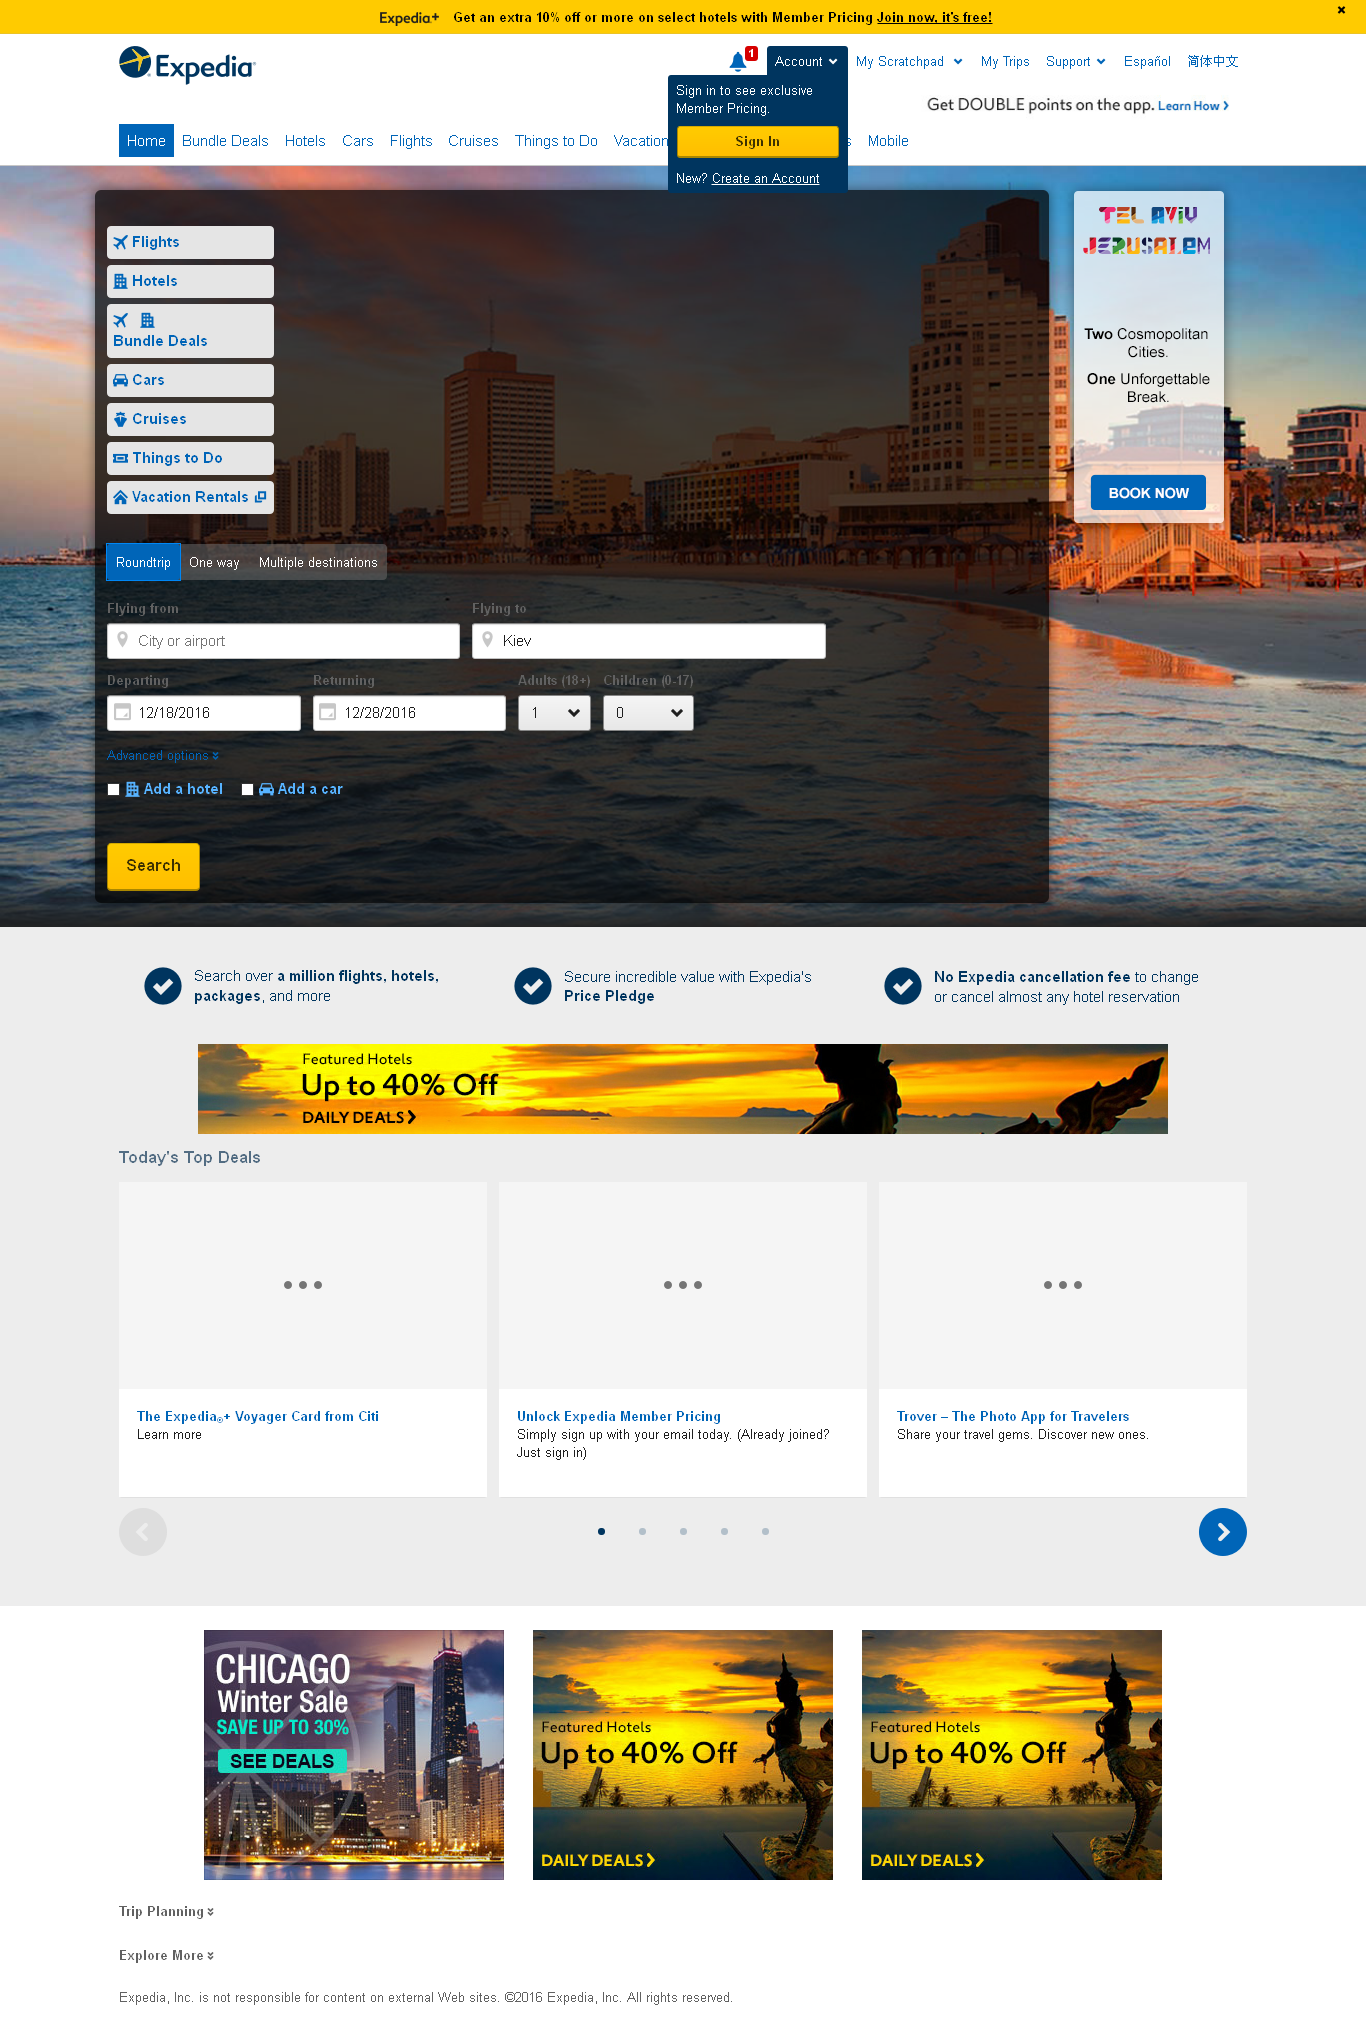 Expedia+ Get an extra 10% off or more on select hotels with Member Pricing Join now, it's free!
Expedia
1
Account
My Scratchpad
My Trips
Support
Español
简体中文
Sign in to see exclusive
Member Pricing.
Sign In
New? Create an Account
Get DOUBLE points on the app. Learn How
Home
Bundle Deals
Hotels
Cars
Flights
Cruises
Things to Do
Vacation
s
Mobile
Flights
Hotels
Bundle Deals
Cars
Cruises
Things to Do
Vacation Rentals
TEL AVIV
JERUSALEM
Two Cosmopolitan
Cities.
One Unforgettable
Break.
BOOK NOW
Roundtrip
One way
Multiple destinations
Flying from
Flying to
City or airport
Kiev
Departing
Returning
Adults (18+)
Children (0-17)
12/18/2016
12/28/2016
1
0
Advanced options
Add a hotel
Add a car
Search
Search over a million flights, hotels,
packages, and more
Secure incredible value with Expedia's
Price Pledge
No Expedia cancellation fee to change
or cancel almost any hotel reservation
Featured Hotels
Up to 40% Off
DAILY DEALS
Today's Top Deals
The Expedia®+ Voyager Card from Citi
Learn more
Unlock Expedia Member Pricing
Simply sign up with your email today. (Already joined?
Just sign in)
Trover – The Photo App for Travelers
Share your travel gems. Discover new ones.
CHICAGO
Winter Sale
SAVE UP TO 30%
SEE DEALS
Featured Hotels
Up to 40% Off
DAILY DEALS
Featured Hotels
Up to 40% Off
DAILY DEALS
Trip Planning
Explore More
Expedia, Inc. is not responsible for content on external Web sites. ©2016 Expedia, Inc. All rights reserved.